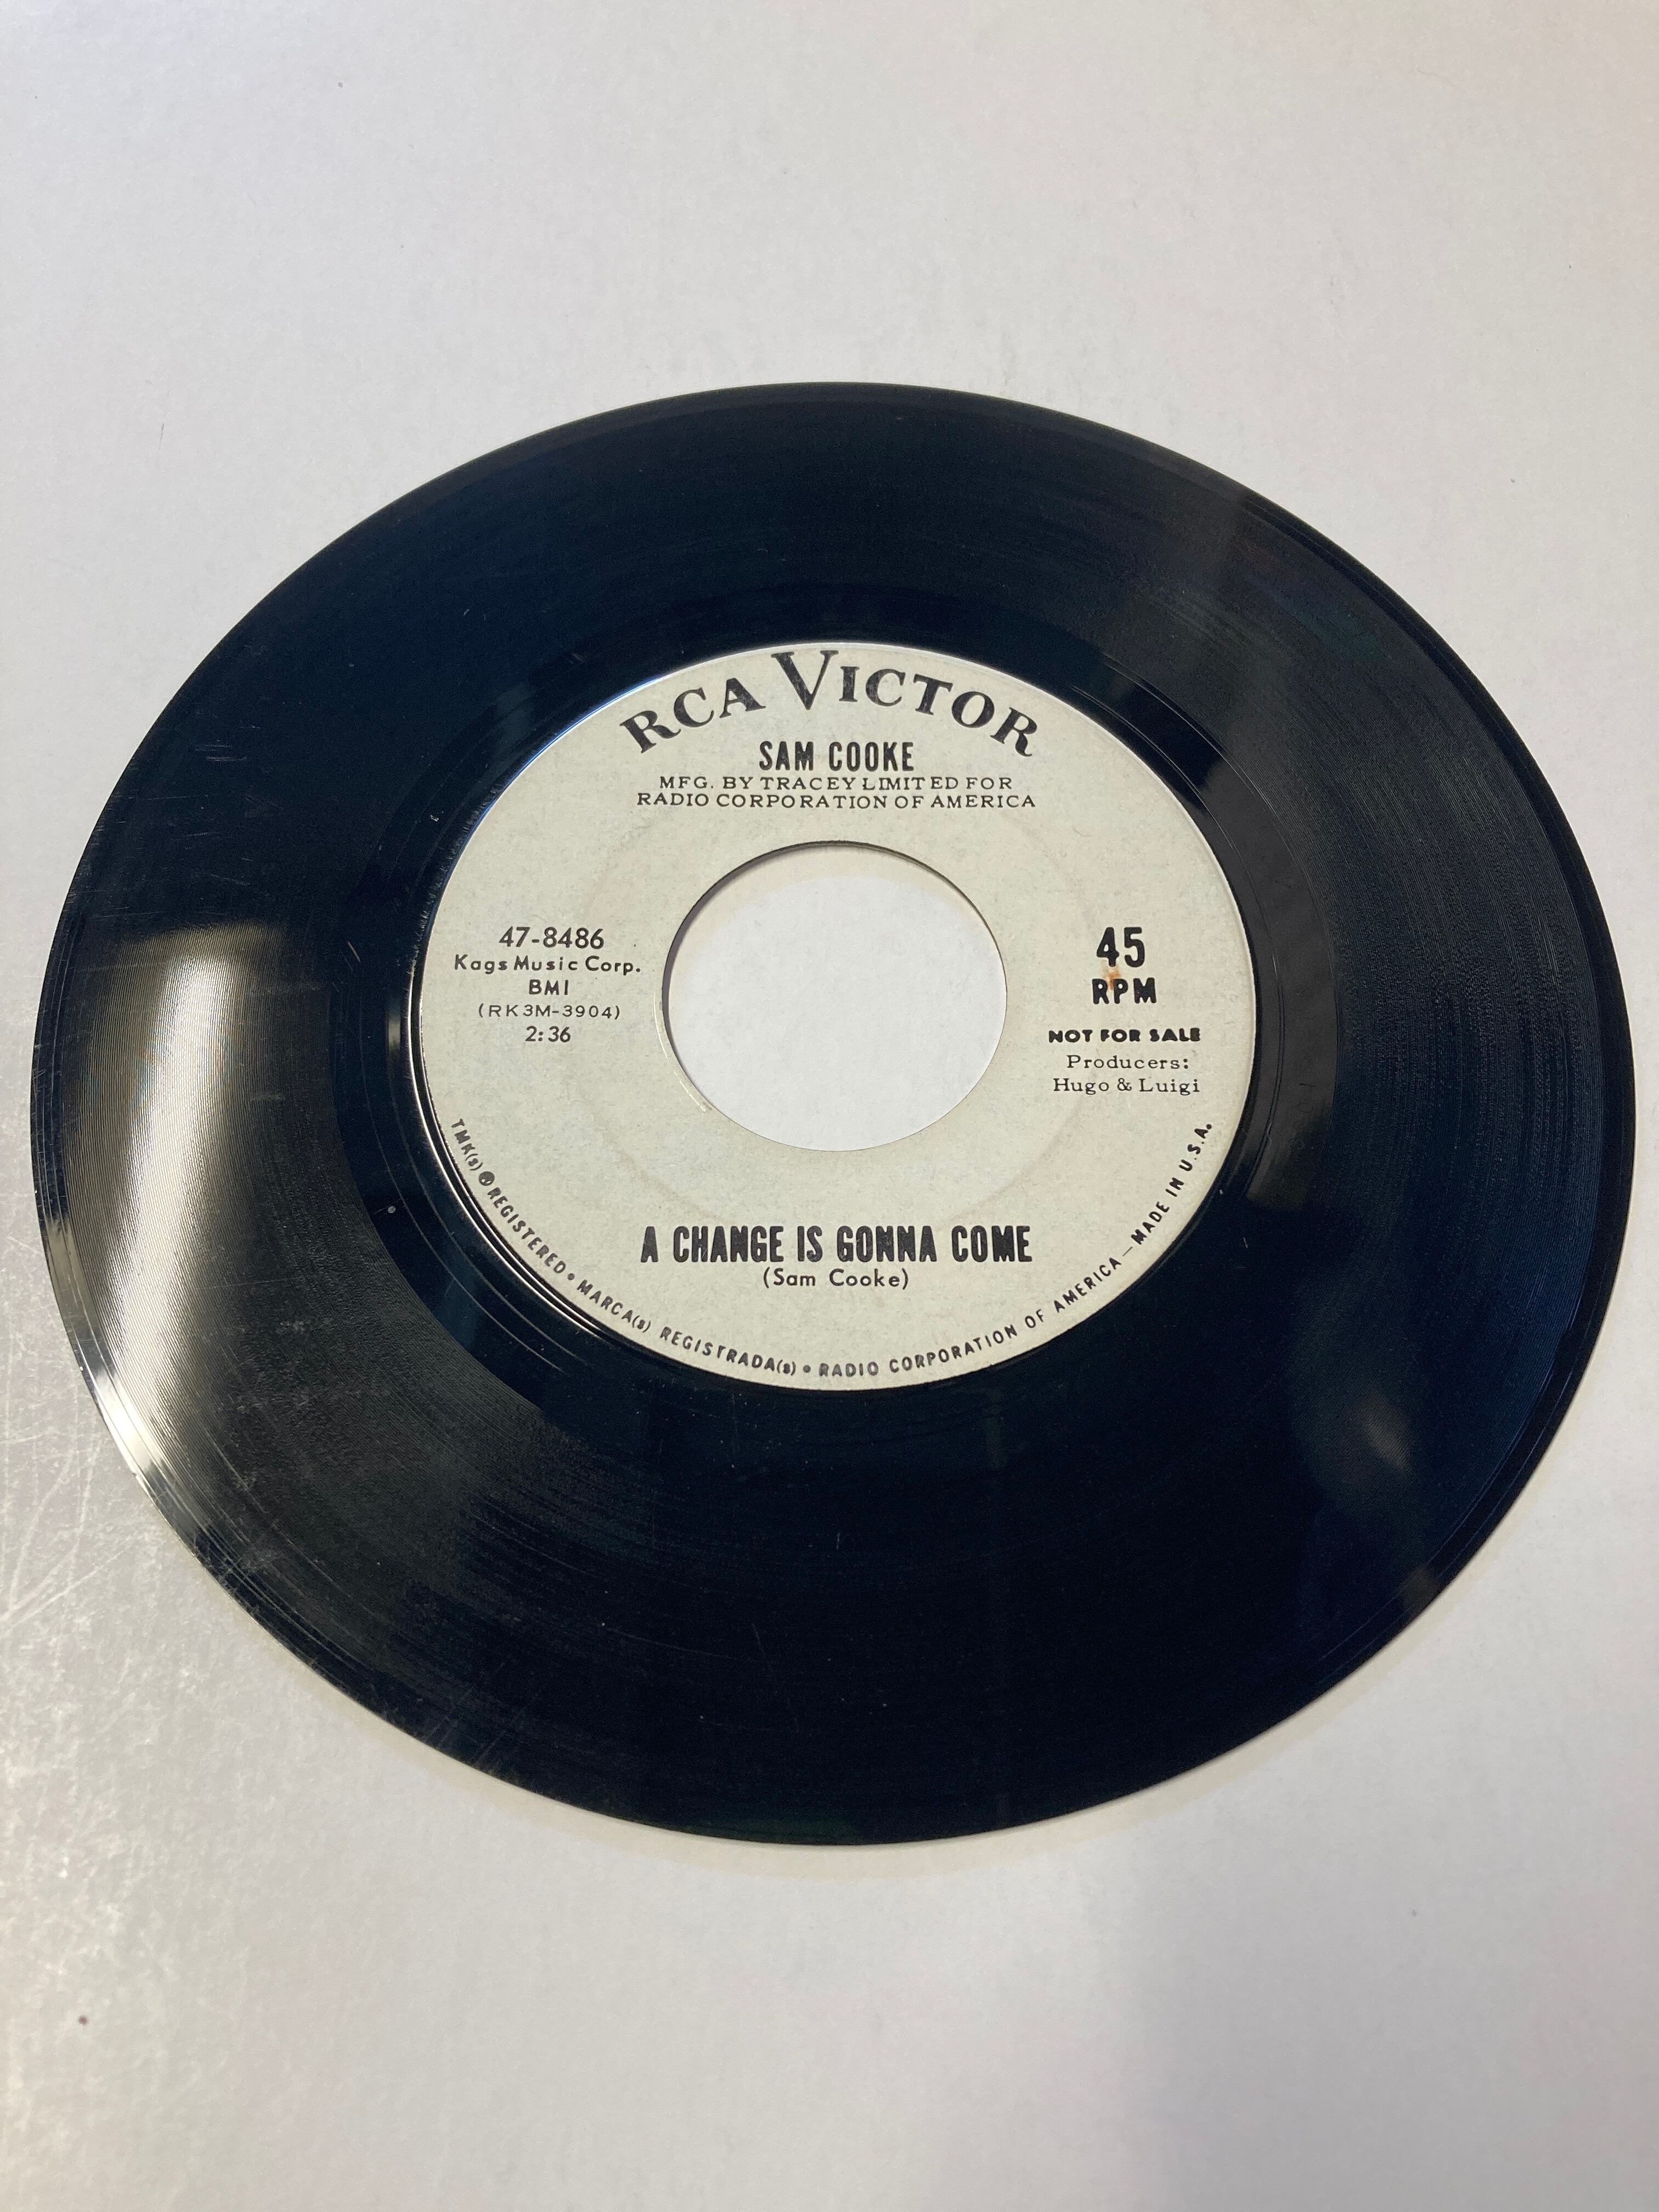 RCA VICTOR
SAM COOKE
MFG. BY TRACEY LIMITED FOR
RADIO CORPORATION OF AMERICA
47-8486
Kags Music Corp.
BMI
(RK3M-3904)
2:36
45
RPM
NOT FOR SALE
Producers:
Hugo & Luigi
A CHANGE IS GONNA COME
(Sam Cooke)
TMK(s) ® REGISTERED • MARCA(s) REGISTRADA(s) • RADIO CORPORATION OF AMERICA — MADE IN U.S.A.